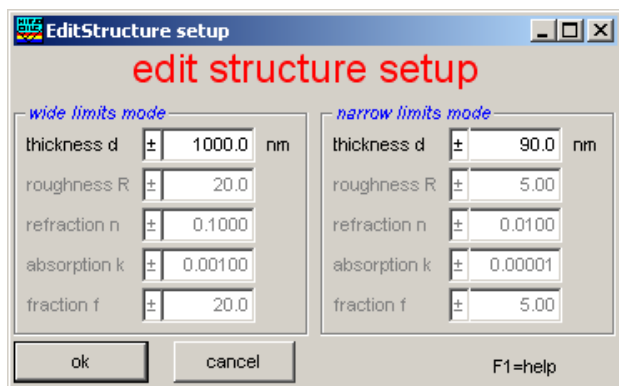 EditStructure setup
edit structure setup
wide limits mode
thickness d ± 1000.0 nm
roughness R ± 20.0
refraction n ± 0.1000
absorption k ± 0.00100
fraction f ± 20.0
narrow limits mode
thickness d ± 90.0 nm
roughness R ± 5.00
refraction n ± 0.0100
absorption k ± 0.00001
fraction f ± 5.00
ok cancel F1=help